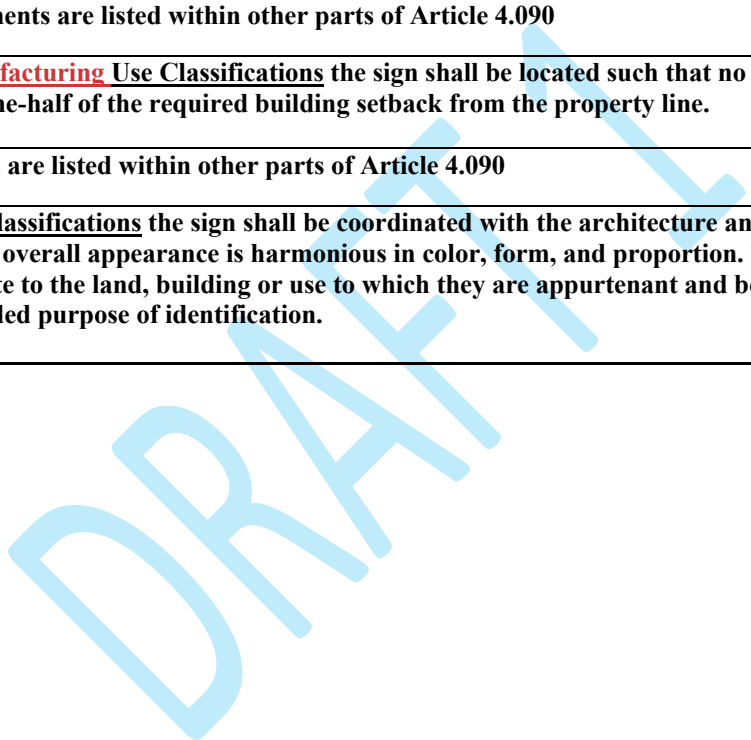 ments are listed within other parts of Article 4.090
facturing Use Classifications the sign shall be located such that no
ne-half of the required building setback from the property line.
are listed within other parts of Article 4.090
lassifications the sign shall be coordinated with the architecture an
overall appearance is harmonious in color, form, and proportion.
te to the land, building or use to which they are appurtenant and b
ded purpose of identification.
DRAFT 1